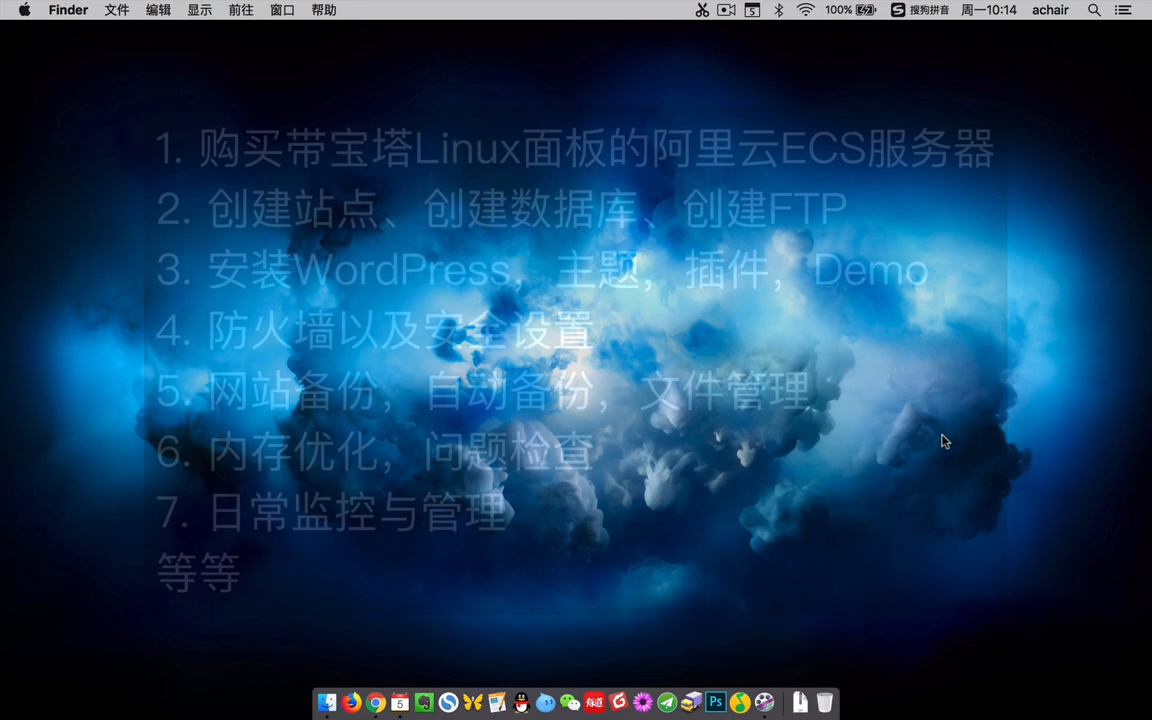 Finder 文件 编辑 显示 前往 窗口 帮助 5 100% 搜狗拼音 周一10:14 achair
1. 购买带宝塔Linux面板的阿里云ECS服务器
2. 创建站点、创建数据库、创建FTP
3. 安装WordPress，主题，插件，Demo
4. 防火墙以及安全设置
5. 网站备份，自动备份，文件管理
6. 内存优化，问题检查
7. 日常监控与管理
等等
5 有道 Ps